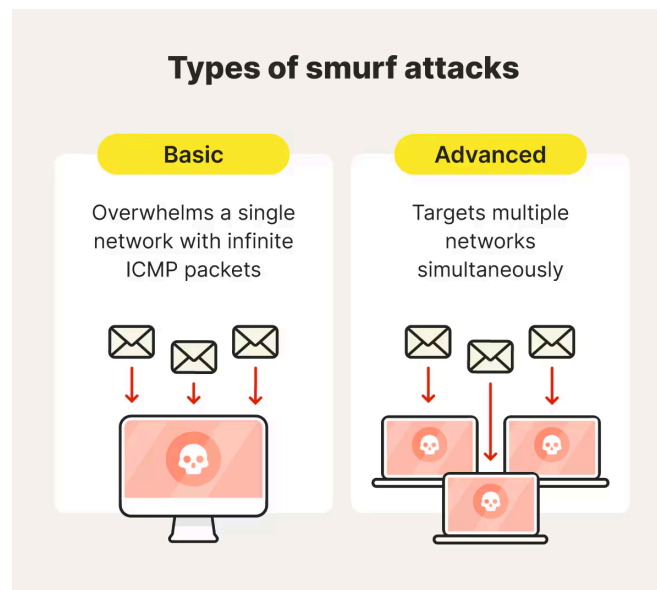 Types of smurf attacks
Basic
Overwhelms a single
network with infinite
ICMP packets
Advanced
Targets multiple
networks
simultaneously